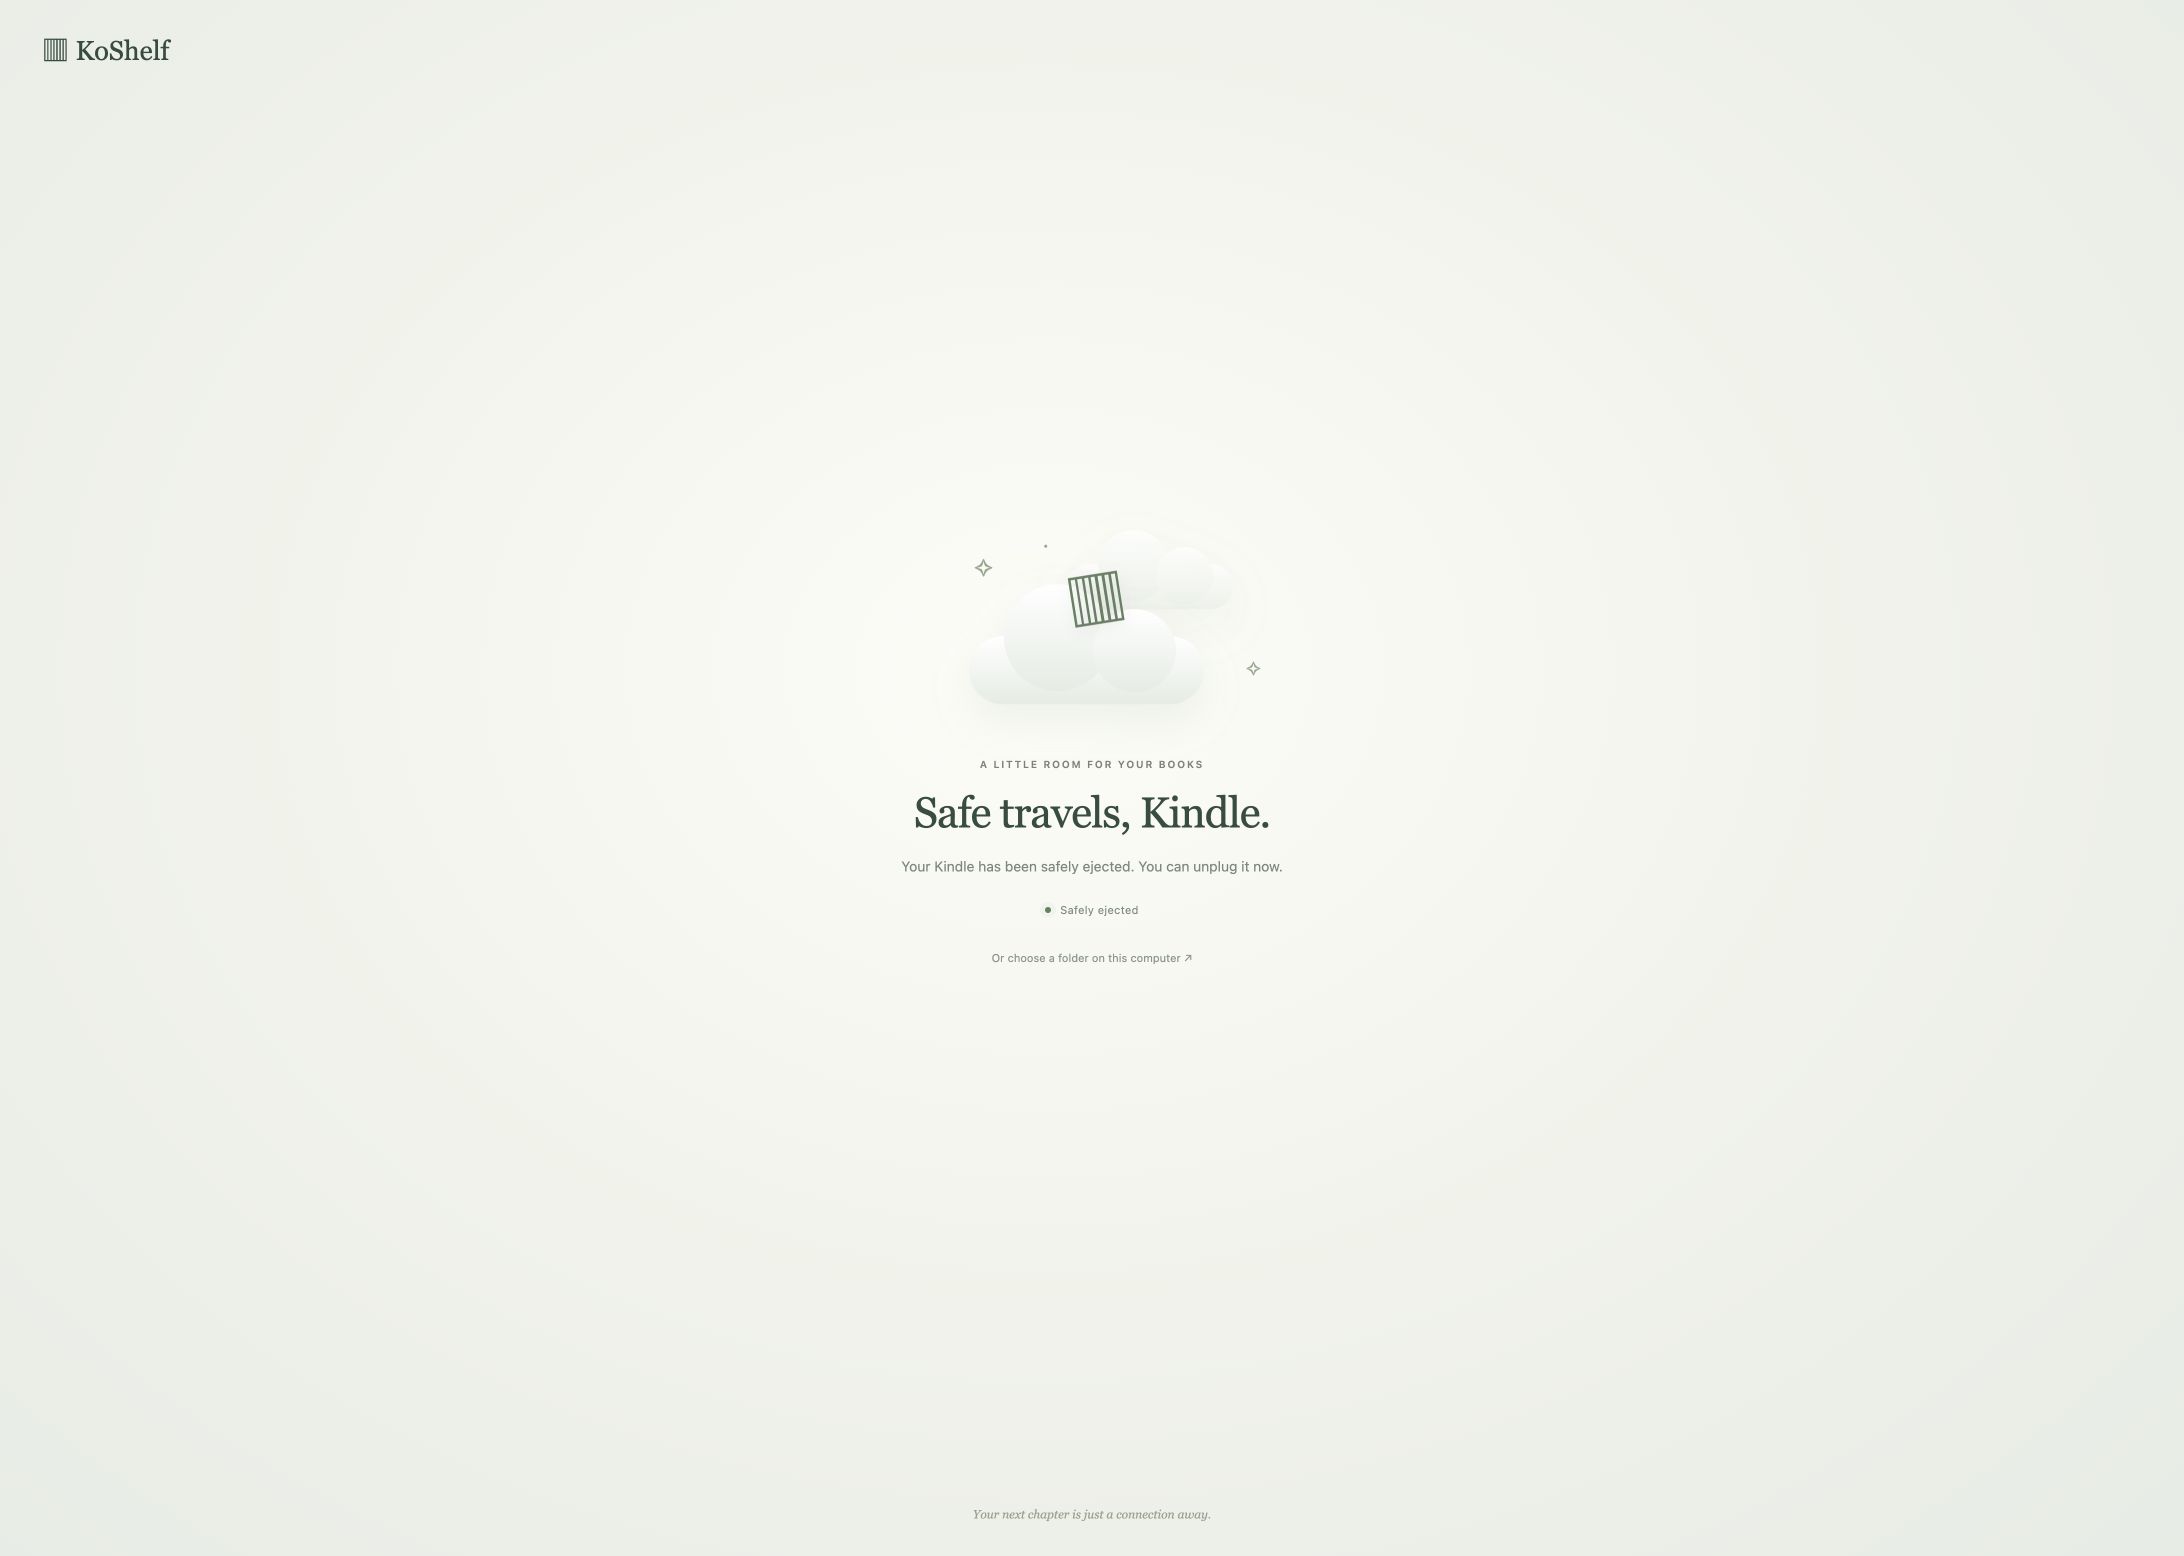 KoShelf
A LITTLE ROOM FOR YOUR BOOKS
Safe travels, Kindle.
Your Kindle has been safely ejected. You can unplug it now.
Safely ejected
Or choose a folder on this computer ↗
Your next chapter is just a connection away.